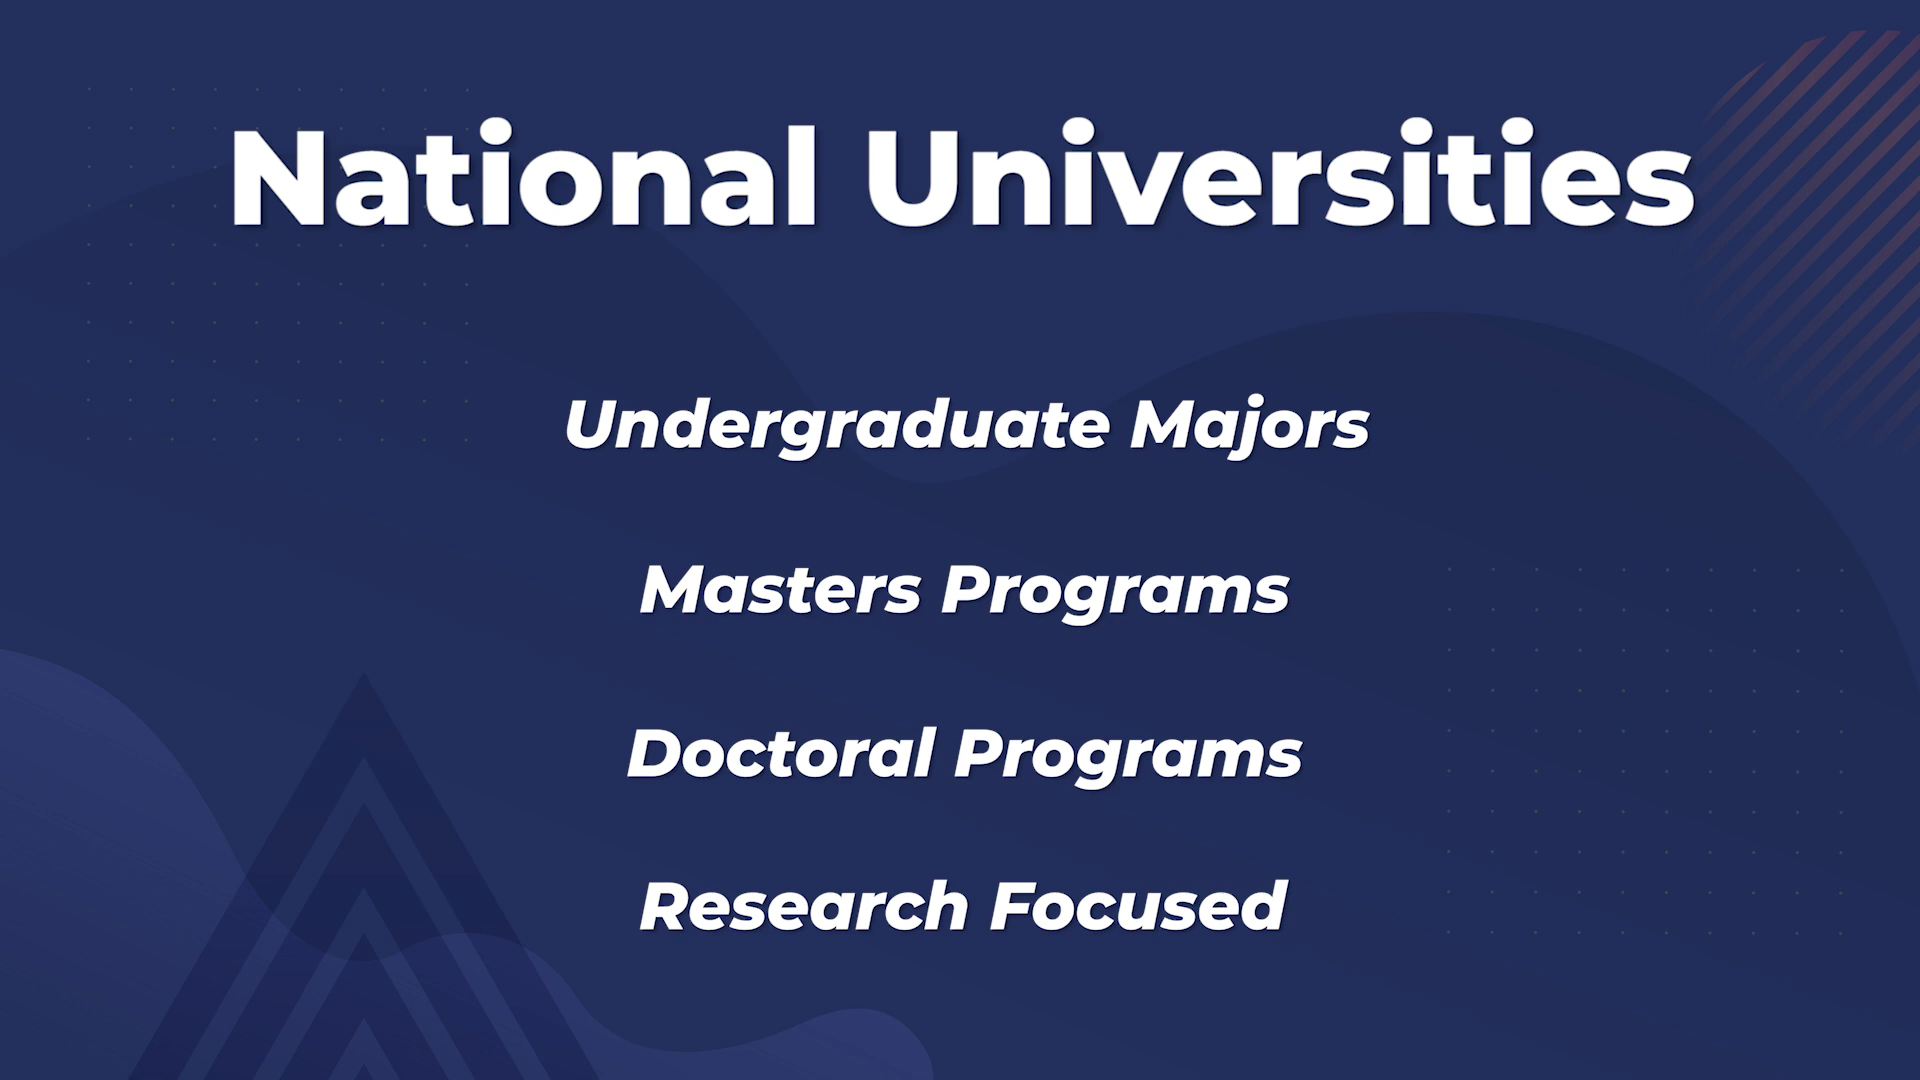 National Universities
Undergraduate Majors
Masters Programs
Doctoral Programs
Research Focused